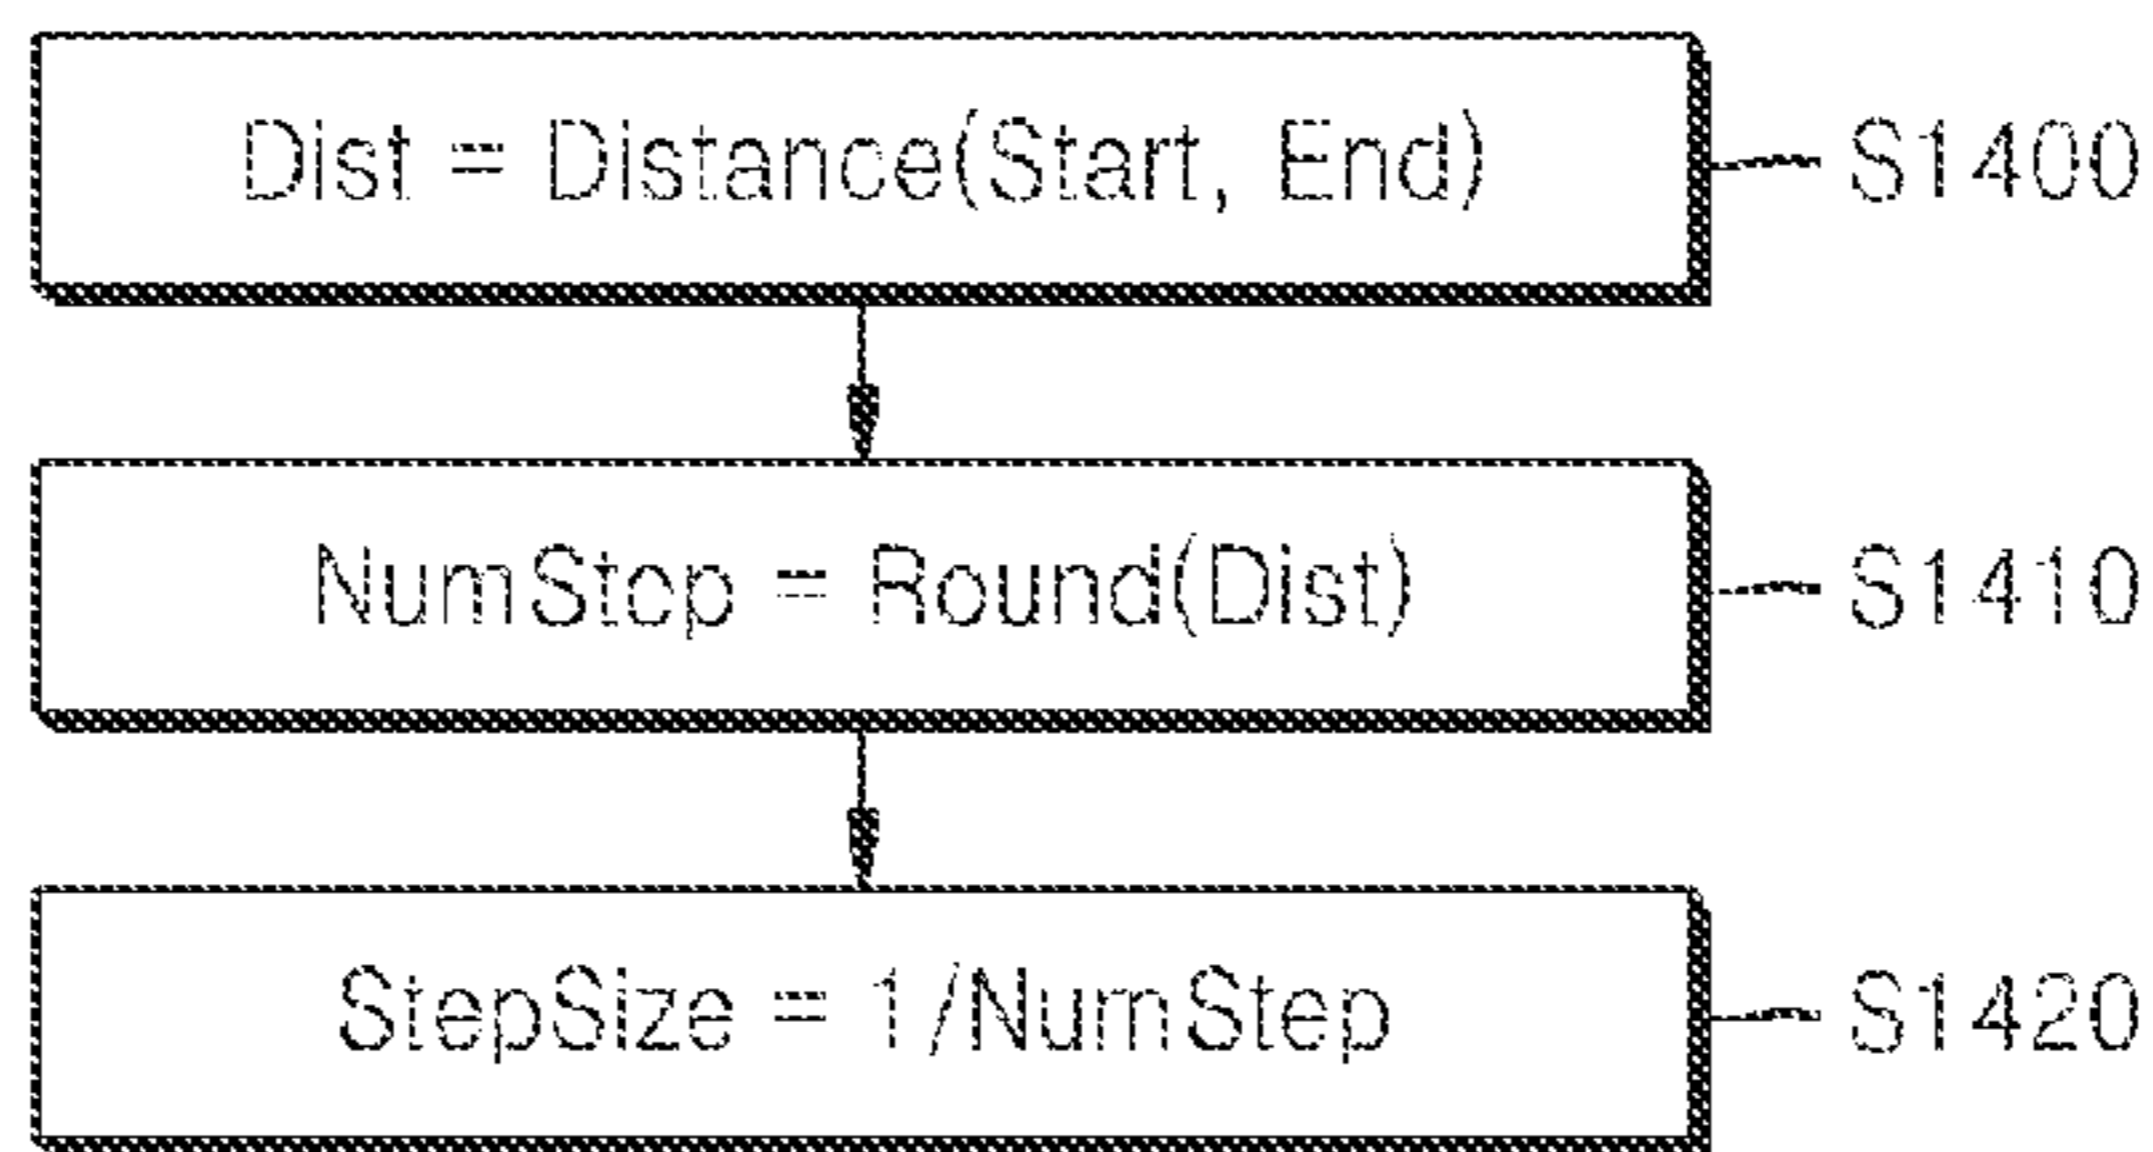 Dist = Distance(Start, End)
S1400
NumStep = Round(Dist)
S1410
StepSize = 1/NumStep
S1420